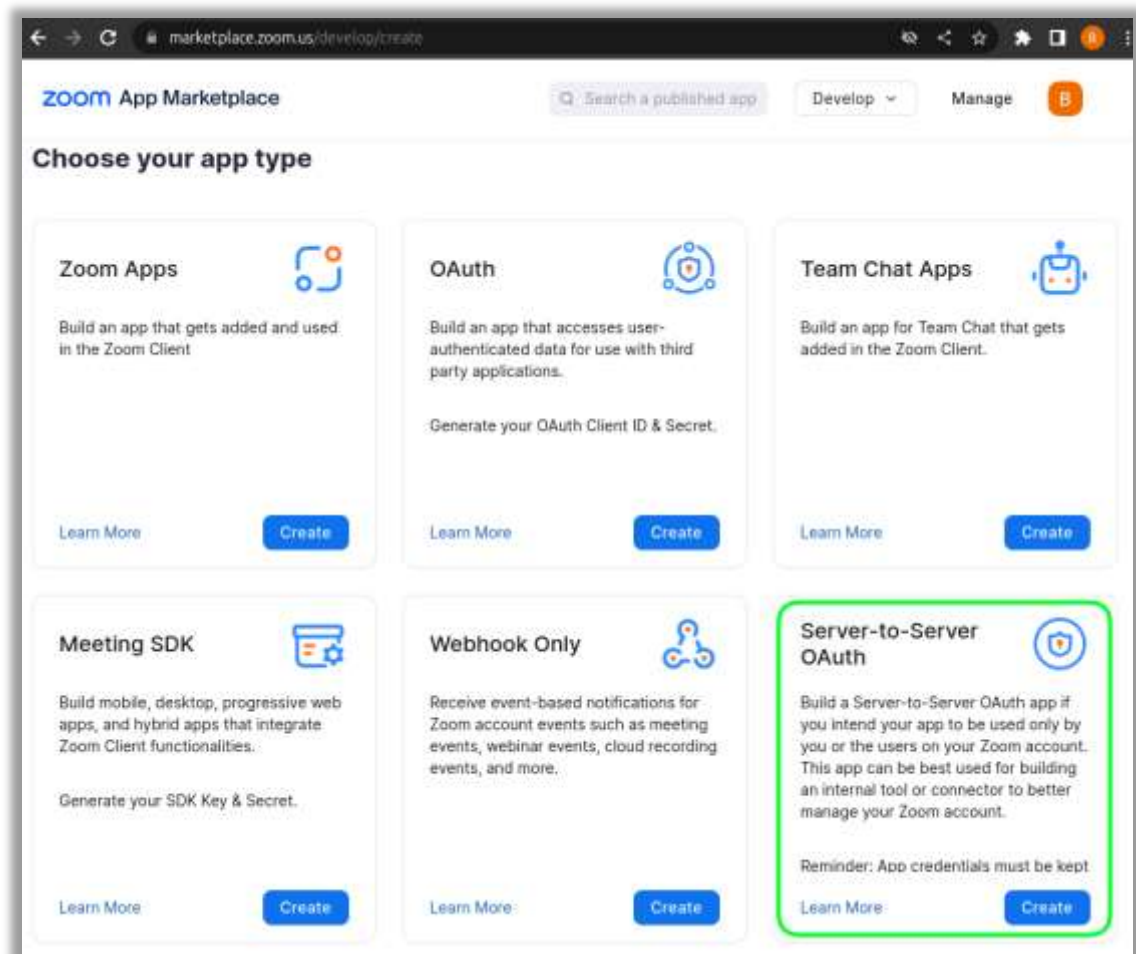 marketplace.zoom.us/develop/create
B
zoom App Marketplace
Search a published app
Develop
Manage
B
Choose your app type
Zoom Apps
Build an app that gets added and used
in the Zoom Client
Learn More
Create
OAuth
Build an app that accesses user-
authenticated data for use with third
party applications.
Generate your OAuth Client ID & Secret.
Learn More
Create
Team Chat Apps
Build an app for Team Chat that gets
added in the Zoom Client.
Learn More
Create
Meeting SDK
Build mobile, desktop, progressive web
apps, and hybrid apps that integrate
Zoom Client functionalities.
Generate your SDK Key & Secret.
Learn More
Create
Webhook Only
Receive event-based notifications for
Zoom account events such as meeting
events, webinar events, cloud recording
events, and more.
Learn More
Create
Server-to-Server
OAuth
Build a Server-to-Server OAuth app if
you intend your app to be used only by
you or the users on your Zoom account.
This app can be best used for building
an internal tool or connector to better
manage your Zoom account.
Reminder: App credentials must be kept
Learn More
Create